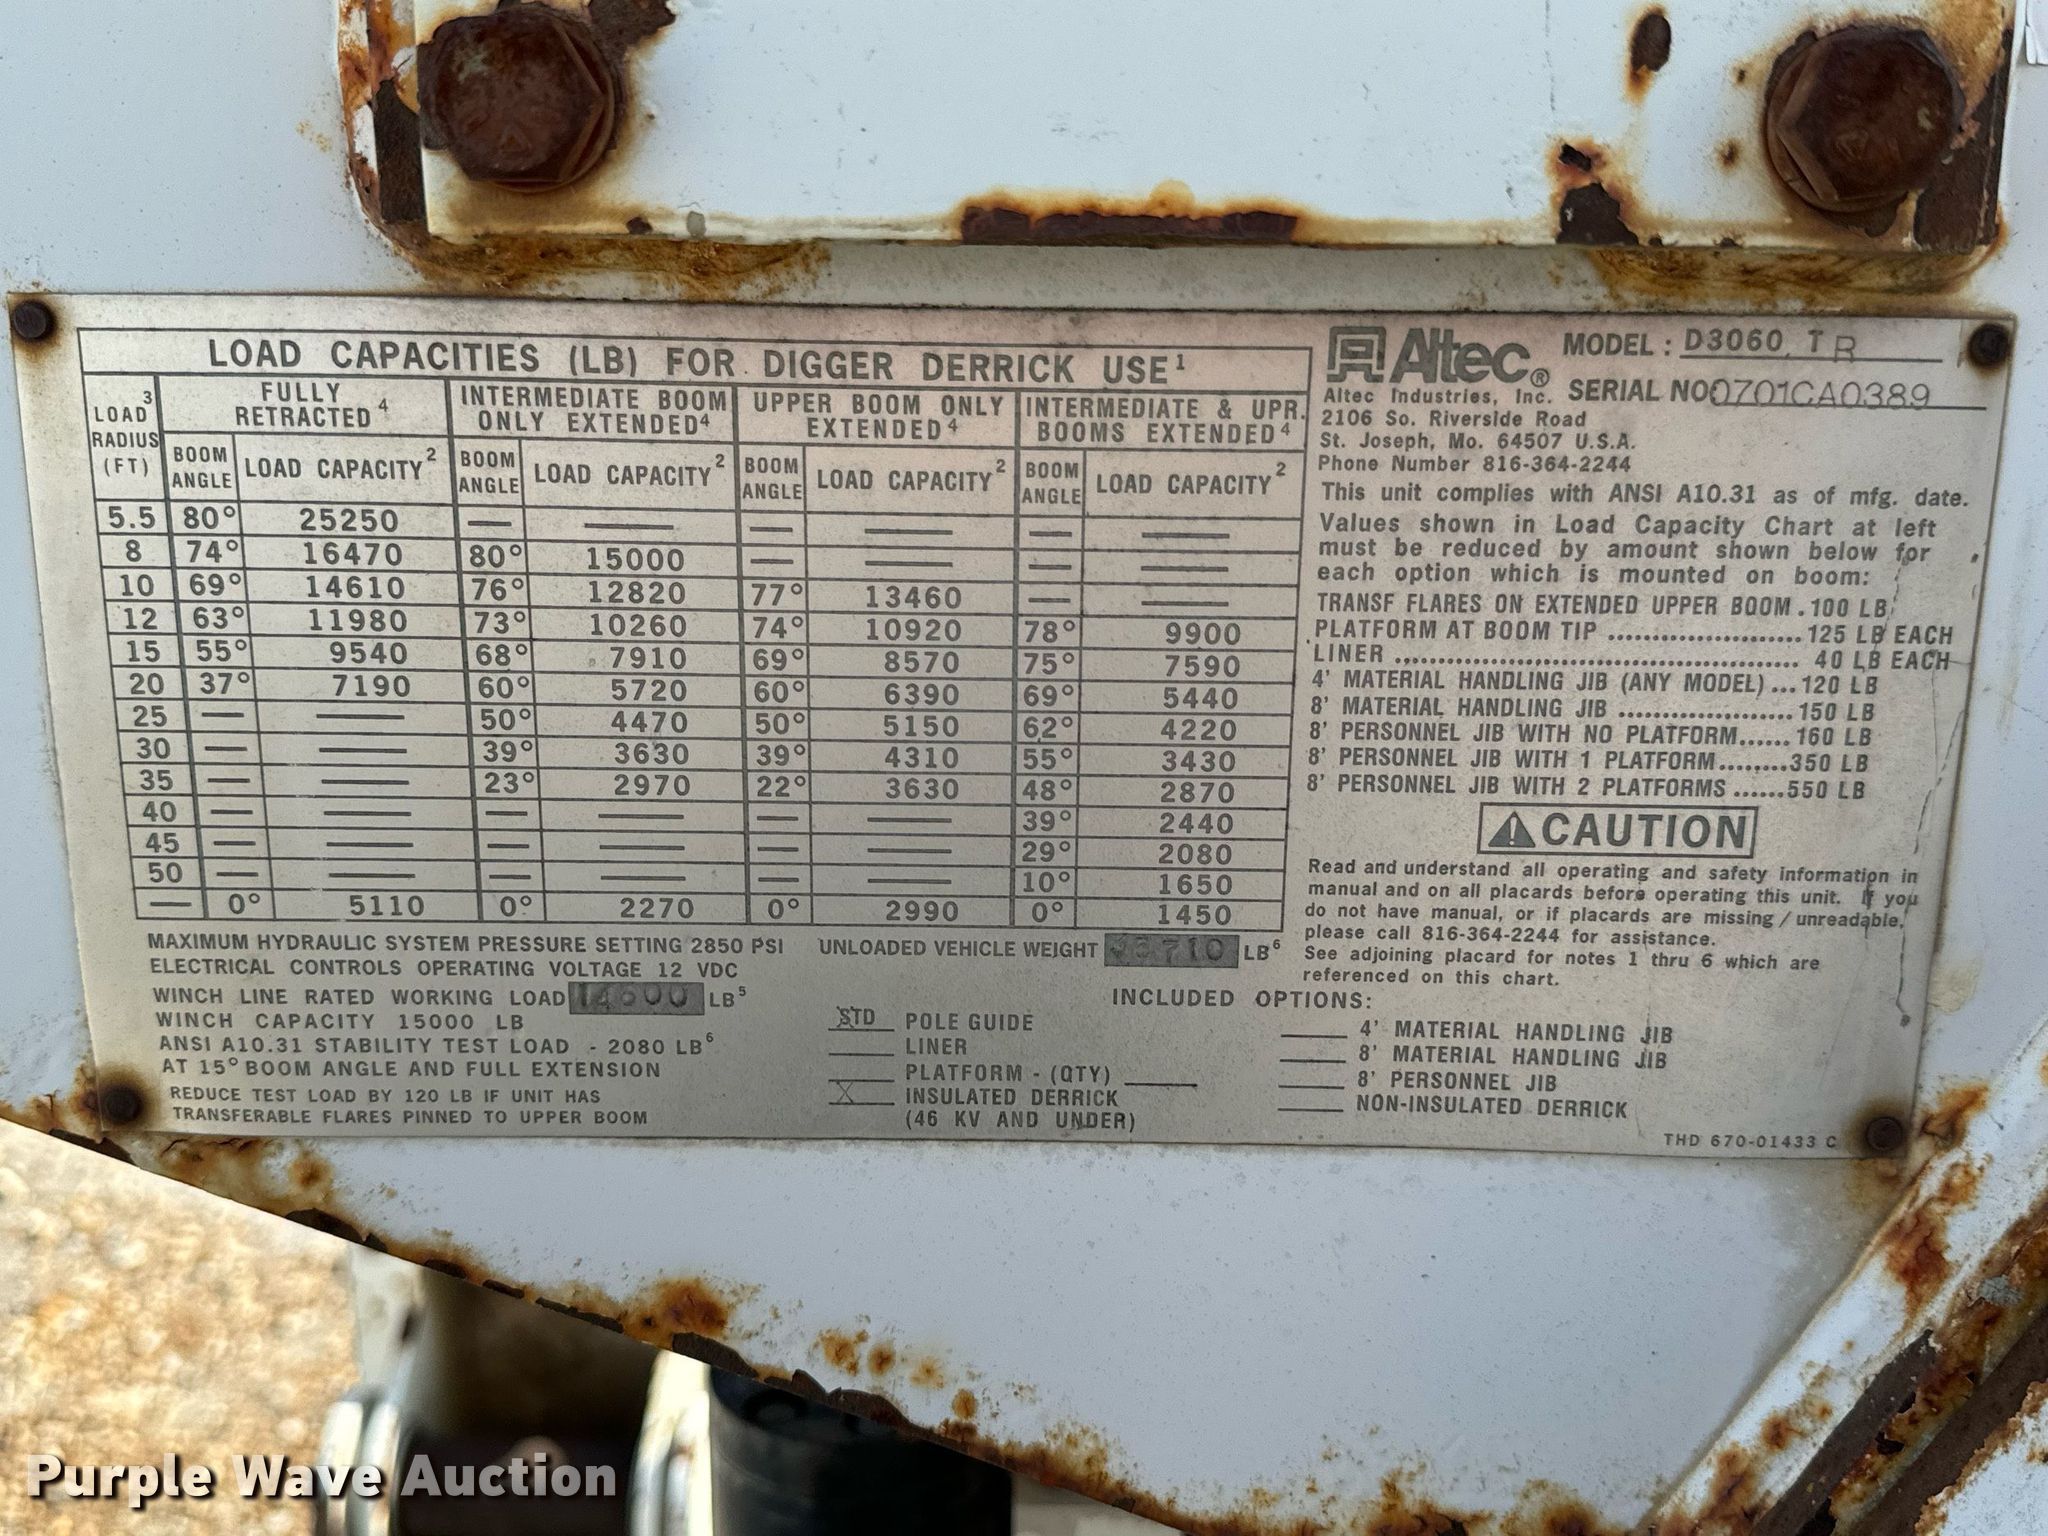 LOAD CAPACITIES (LB) FOR DIGGER DERRICK USE¹
LOAD³ RADIUS (FT)
FULLY RETRACTED⁴
INTERMEDIATE BOOM ONLY EXTENDED⁴
UPPER BOOM ONLY EXTENDED⁴
INTERMEDIATE & UPR. BOOMS EXTENDED⁴
BOOM ANGLE LOAD CAPACITY² BOOM ANGLE LOAD CAPACITY² BOOM ANGLE LOAD CAPACITY² BOOM ANGLE LOAD CAPACITY²
5.5 80° 25250 — — — — — —
8 74° 16470 80° 15000 — — — —
10 69° 14610 76° 12820 77° 13460 — —
12 63° 11980 73° 10260 74° 10920 78° 9900
15 55° 9540 68° 7910 69° 8570 75° 7590
20 37° 7190 60° 5720 60° 6390 69° 5440
25 — — 50° 4470 50° 5150 62° 4220
30 — — 39° 3630 39° 4310 55° 3430
35 — — 23° 2970 22° 3630 48° 2870
40 — — — — — — 39° 2440
45 — — — — — — 29° 2080
50 — — — — — — 10° 1650
— 0° 5110 0° 2270 0° 2990 0° 1450
MAXIMUM HYDRAULIC SYSTEM PRESSURE SETTING 2850 PSI
ELECTRICAL CONTROLS OPERATING VOLTAGE 12 VDC
WINCH LINE RATED WORKING LOAD LB⁵
WINCH CAPACITY 15000 LB
ANSI A10.31 STABILITY TEST LOAD - 2080 LB⁶
AT 15° BOOM ANGLE AND FULL EXTENSION
REDUCE TEST LOAD BY 120 LB IF UNIT HAS
TRANSFERABLE FLARES PINNED TO UPPER BOOM
UNLOADED VEHICLE WEIGHT LB⁶
INCLUDED OPTIONS:
STD POLE GUIDE
LINER
PLATFORM - (QTY)
X INSULATED DERRICK
(46 KV AND UNDER)
4' MATERIAL HANDLING JIB
8' MATERIAL HANDLING JIB
8' PERSONNEL JIB
NON-INSULATED DERRICK
Altec®
MODEL: D3060 TR
SERIAL NO 0701CA0389
Altec Industries, Inc.
2106 So. Riverside Road
St. Joseph, Mo. 64507 U.S.A.
Phone Number 816-364-2244
This unit complies with ANSI A10.31 as of mfg. date.
Values shown in Load Capacity Chart at left
must be reduced by amount shown below for
each option which is mounted on boom:
TRANSF FLARES ON EXTENDED UPPER BOOM . 100 LB
PLATFORM AT BOOM TIP ...................... 125 LB EACH
LINER .............................................. 40 LB EACH
4' MATERIAL HANDLING JIB (ANY MODEL) ... 120 LB
8' MATERIAL HANDLING JIB .................... 150 LB
8' PERSONNEL JIB WITH NO PLATFORM...... 160 LB
8' PERSONNEL JIB WITH 1 PLATFORM........350 LB
8' PERSONNEL JIB WITH 2 PLATFORMS ......550 LB
CAUTION
Read and understand all operating and safety information in
manual and on all placards before operating this unit. If you
do not have manual, or if placards are missing / unreadable,
please call 816-364-2244 for assistance.
See adjoining placard for notes 1 thru 6 which are
referenced on this chart.
THD 670-01433 C
Purple Wave Auction